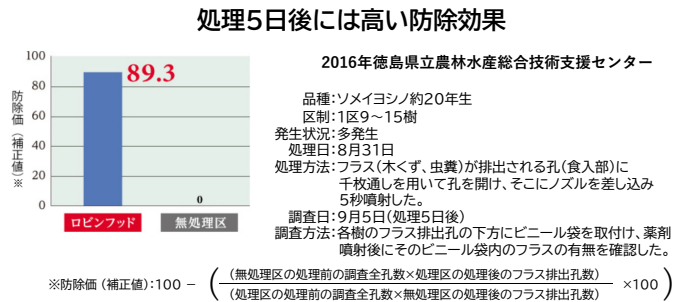 処理5日後には高い防除効果
100
80
60
40
20
0
防除価（補正値）※
89.3
0
ロビンフッド
無処理区
2016年徳島県立農林水産総合技術支援センター
品種：ソメイヨシノ約20年生
区制：1区9～15樹
発生状況：多発生
処理日：8月31日
処理方法：フラス（木くず、虫糞）が排出される孔（食入部）に
千枚通しを用いて孔を開け、そこにノズルを差し込み
5秒噴射した。
調査日：9月5日（処理5日後）
調査方法：各樹のフラス排出孔の下方にビニール袋を取付け、薬剤
噴射後にそのビニール袋内のフラスの有無を確認した。
※防除価（補正値）：100 －
（無処理区の処理前の調査全孔数×処理区の処理後のフラス排出孔数）
（処理区の処理前の調査全孔数×無処理区の処理後のフラス排出孔数）
×100